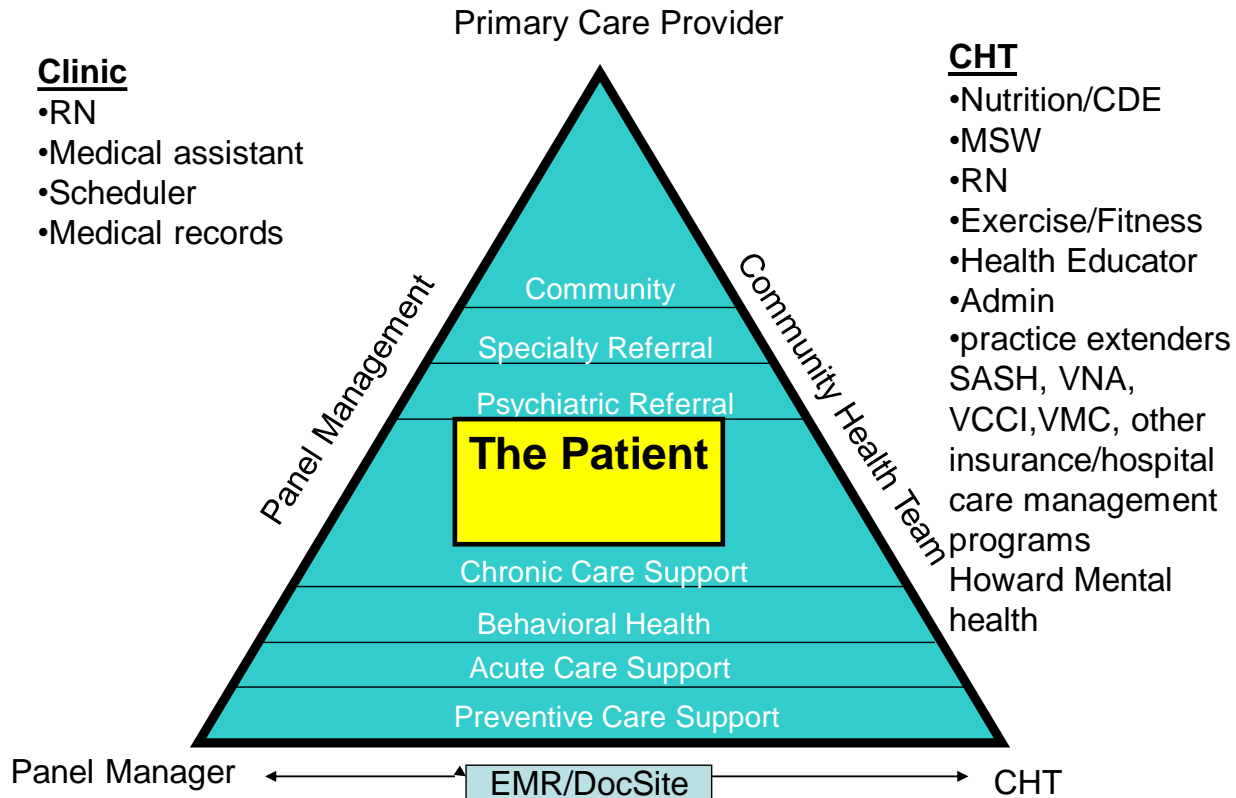 Primary Care Provider
Clinic
•RN
•Medical assistant
•Scheduler
•Medical records
CHT
•Nutrition/CDE
•MSW
•RN
•Exercise/Fitness
•Health Educator
•Admin
•practice extenders
SASH, VNA,
VCCI,VMC, other
insurance/hospital
care management
programs
Howard Mental
health
Panel Management
Community Health Team
Community
Specialty Referral
Psychiatric Referral
The Patient
Chronic Care Support
Behavioral Health
Acute Care Support
Preventive Care Support
Panel Manager
EMR/DocSite
CHT